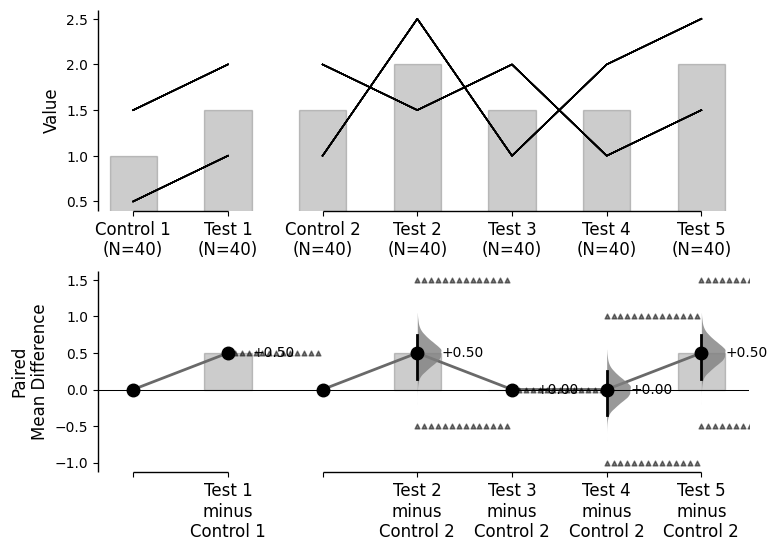 2.5
2.0
1.5
1.0
0.5
Value
Control 1 Test 1 Control 2 Test 2 Test 3 Test 4 Test 5
(N=40) (N=40) (N=40) (N=40) (N=40) (N=40) (N=40)
1.5
1.0
0.5
0.0
−0.5
−1.0
Paired
Mean Difference
+0.50 +0.50 +0.00 +0.00 +0.50
Test 1 Test 2 Test 3 Test 4 Test 5
minus minus minus minus minus
Control 1 Control 2 Control 2 Control 2 Control 2